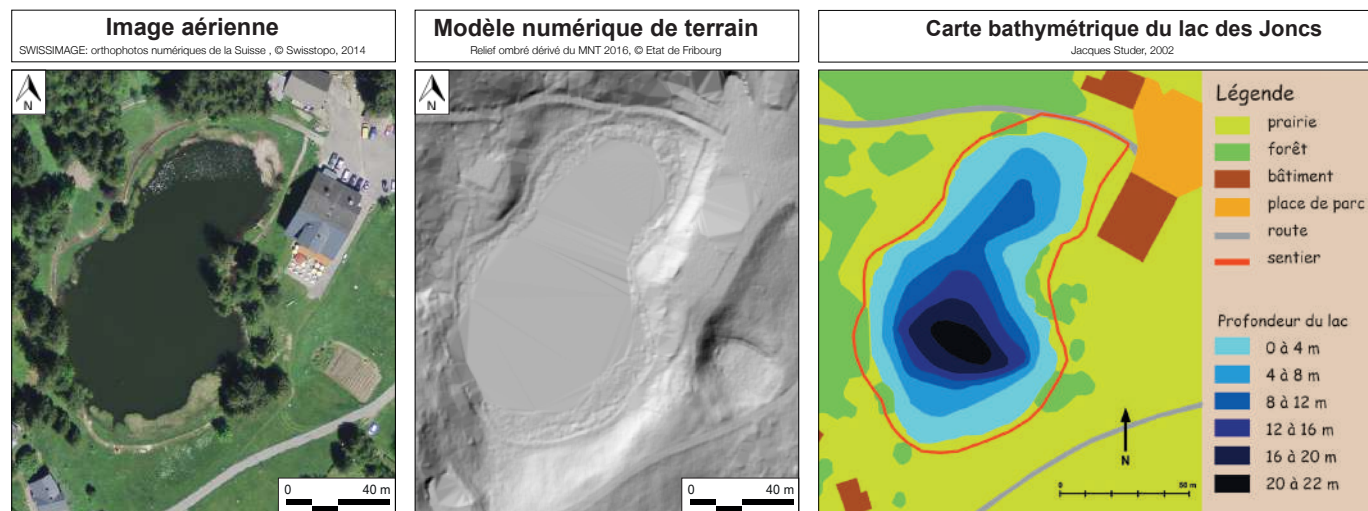 Image aérienne
SWISSIMAGE: orthophotos numériques de la Suisse , © Swisstopo, 2014
N
0 40 m
Modèle numérique de terrain
Relief ombré dérivé du MNT 2016, © Etat de Fribourg
N
0 40 m
Carte bathymétrique du lac des Joncs
Jacques Studer, 2002
N
0 50 m
Légende
prairie
forêt
bâtiment
place de parc
route
sentier
Profondeur du lac
0 à 4 m
4 à 8 m
8 à 12 m
12 à 16 m
16 à 20 m
20 à 22 m